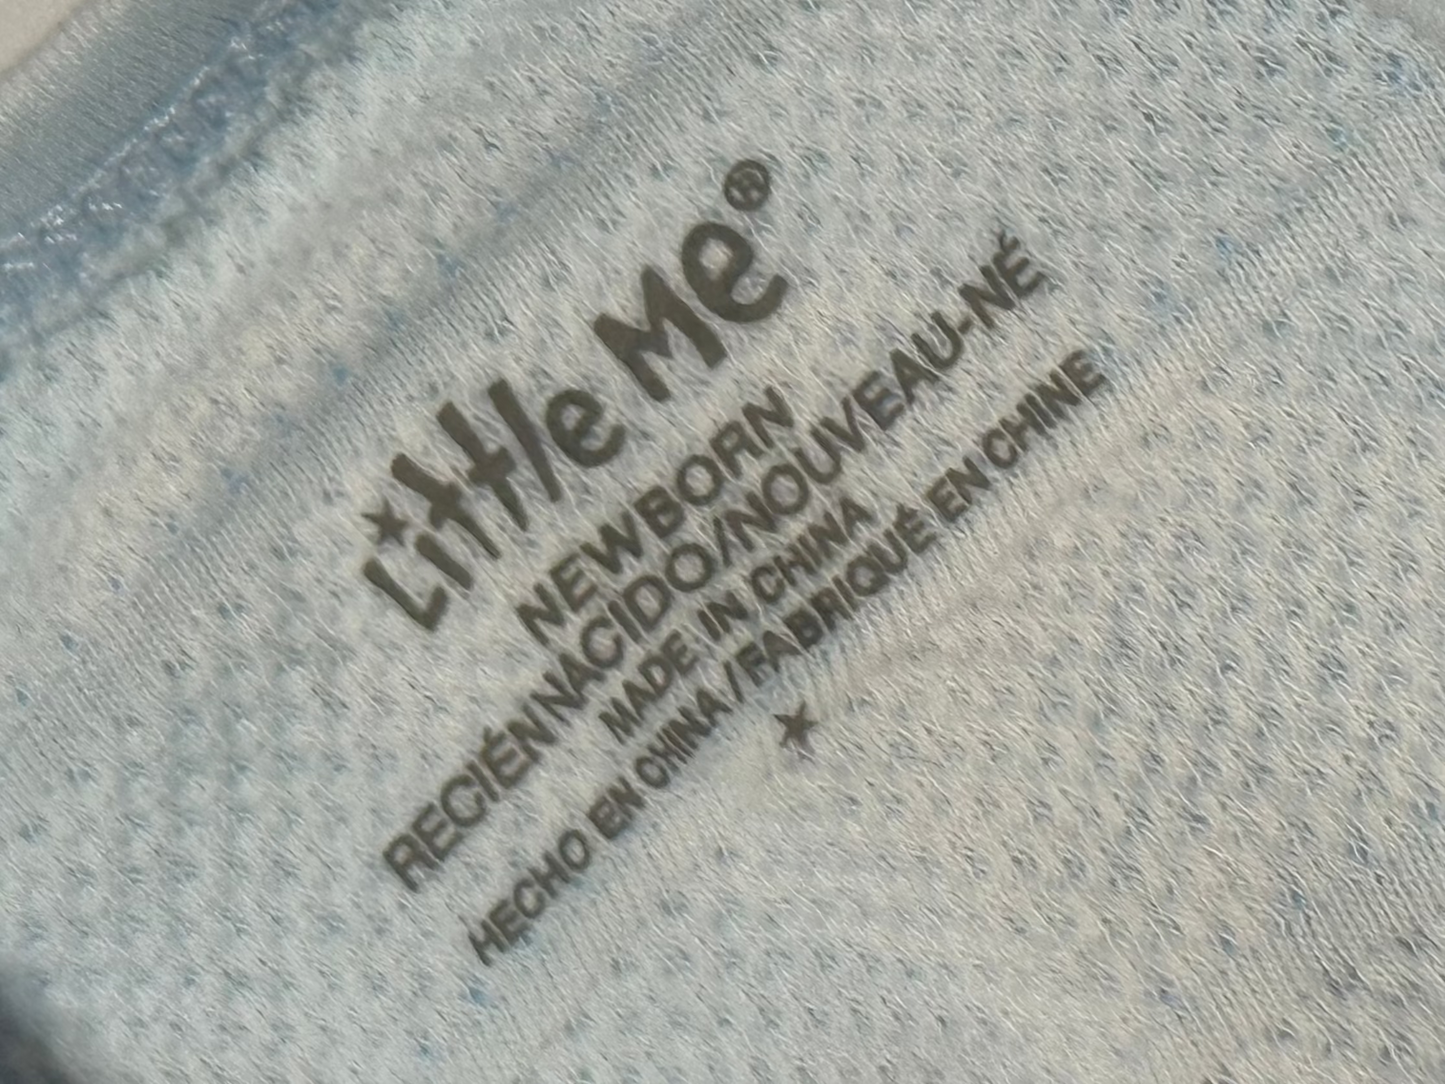 Little Me®
NEWBORN
RECIÉN NACIDO/NOUVEAU-NÉ
MADE IN CHINA
HECHO EN CHINA/FABRIQUÉ EN CHINE